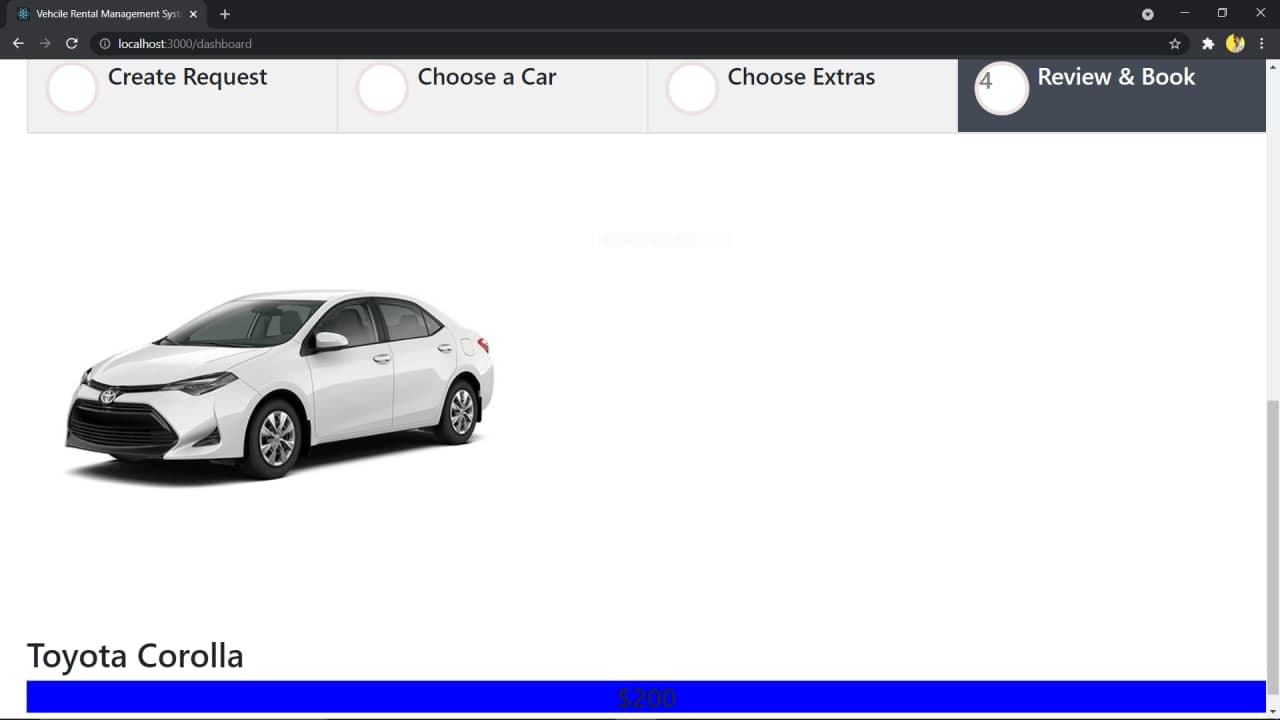 Vehcile Rental Management Syst
localhost:3000/dashboard
Create Request
Choose a Car
Choose Extras
4
Review & Book
Toyota Corolla
$200